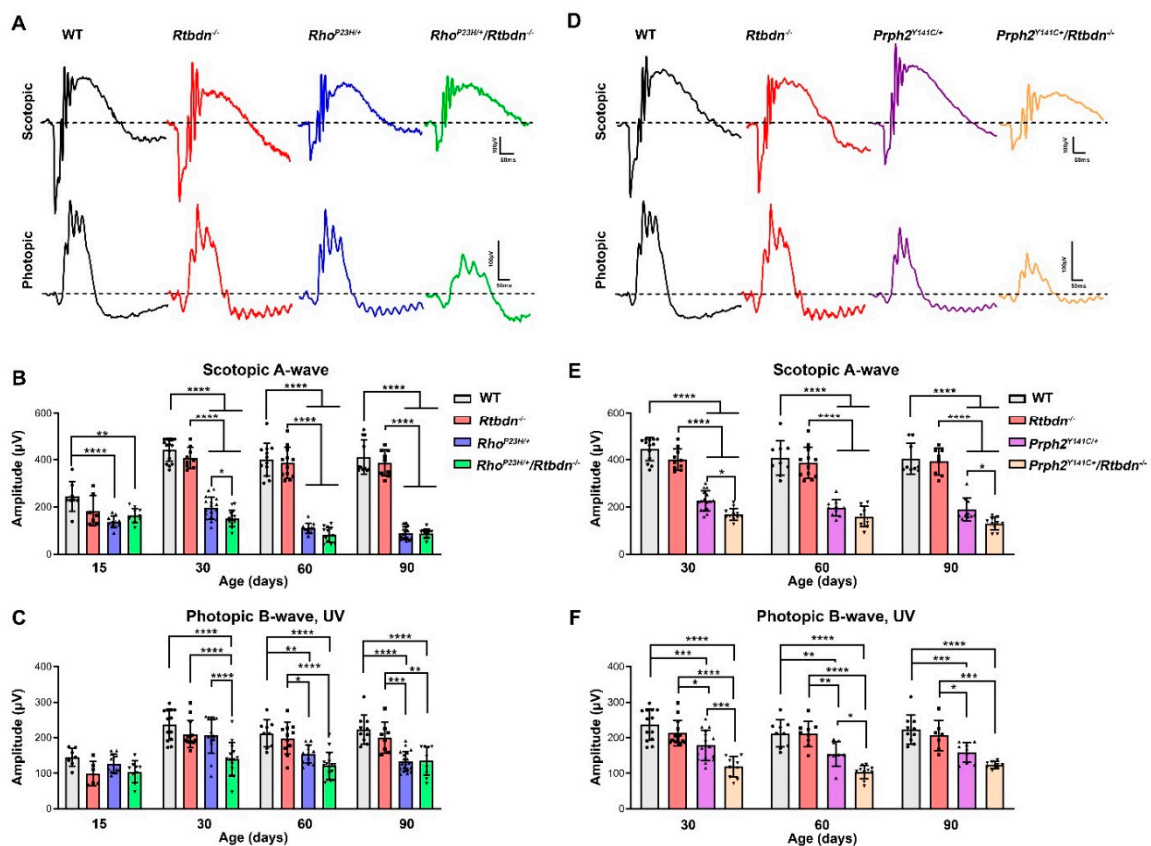 A
WT Rtbdn-/- RhoP23H/+ RhoP23H/+/Rtbdn-/-
Scotopic
100μV
50ms
Photopic
100μV
50ms
D
WT Rtbdn-/- Prph2Y141C/+ Prph2Y141C+/Rtbdn-/-
Scotopic
100μV
50ms
Photopic
100μV
50ms
B
Scotopic A-wave
WT
Rtbdn-/-
RhoP23H/+
RhoP23H/+/Rtbdn-/-
**** **** ****
** **** **** ****
**** *
Amplitude (μV)
600
400
200
0
15 30 60 90
Age (days)
E
Scotopic A-wave
WT
Rtbdn-/-
Prph2Y141C/+
Prph2Y141C+/Rtbdn-/-
**** **** ****
**** **** ****
* *
Amplitude (μV)
600
400
200
0
30 60 90
Age (days)
C
Photopic B-wave, UV
**** **** ****
**** ** **** **
**** * ***
****
Amplitude (μV)
400
300
200
100
0
15 30 60 90
Age (days)
F
Photopic B-wave, UV
**** **** ****
*** ** ***
**** **** ***
* ** *
*** *
Amplitude (μV)
400
300
200
100
0
30 60 90
Age (days)